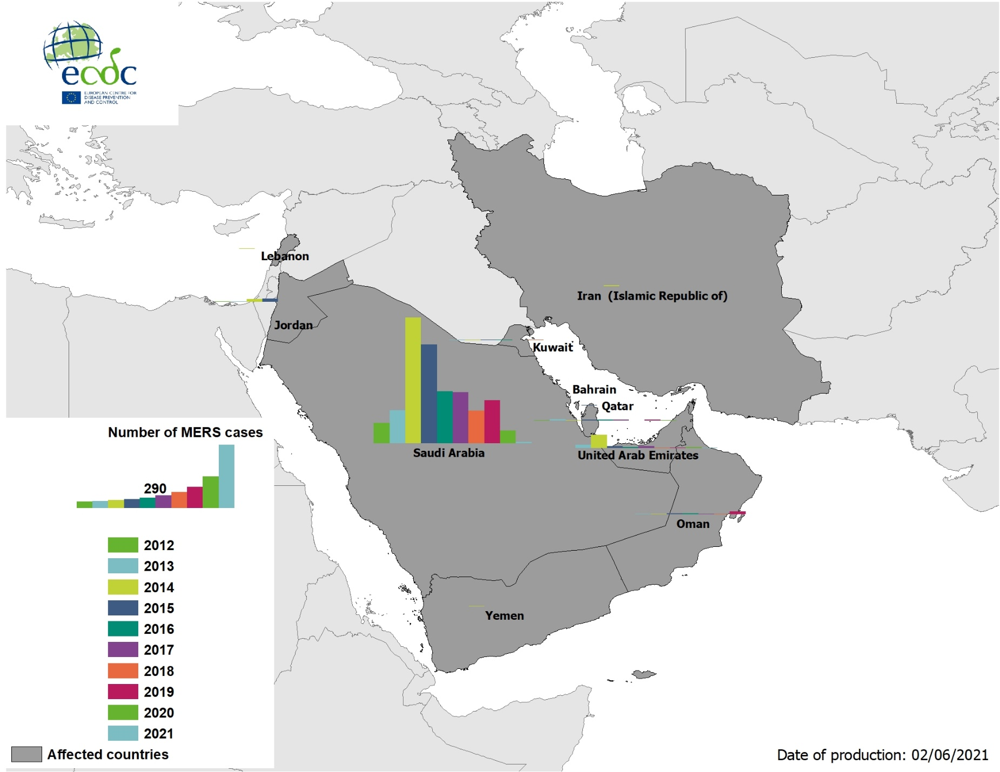 ecdc
EUROPEAN CENTRE FOR
DISEASE PREVENTION
AND CONTROL
Lebanon
Iran (Islamic Republic of)
Jordan
Kuwait
Bahrain
Qatar
Saudi Arabia
United Arab Emirates
Oman
Yemen
Number of MERS cases
290
2012
2013
2014
2015
2016
2017
2018
2019
2020
2021
Affected countries
Date of production: 02/06/2021